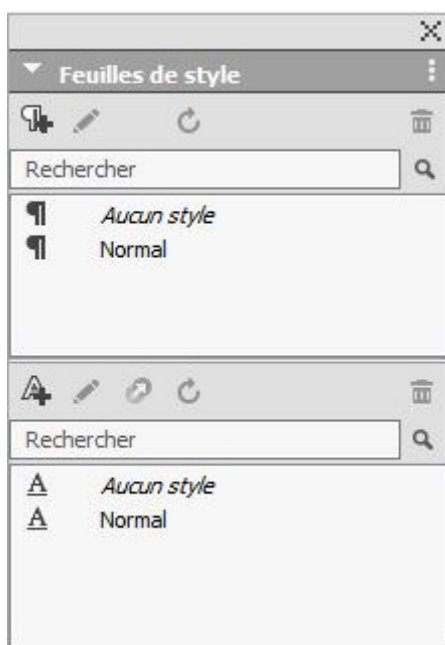 Feuilles de style
Rechercher
Aucun style
Normal
Rechercher
Aucun style
Normal